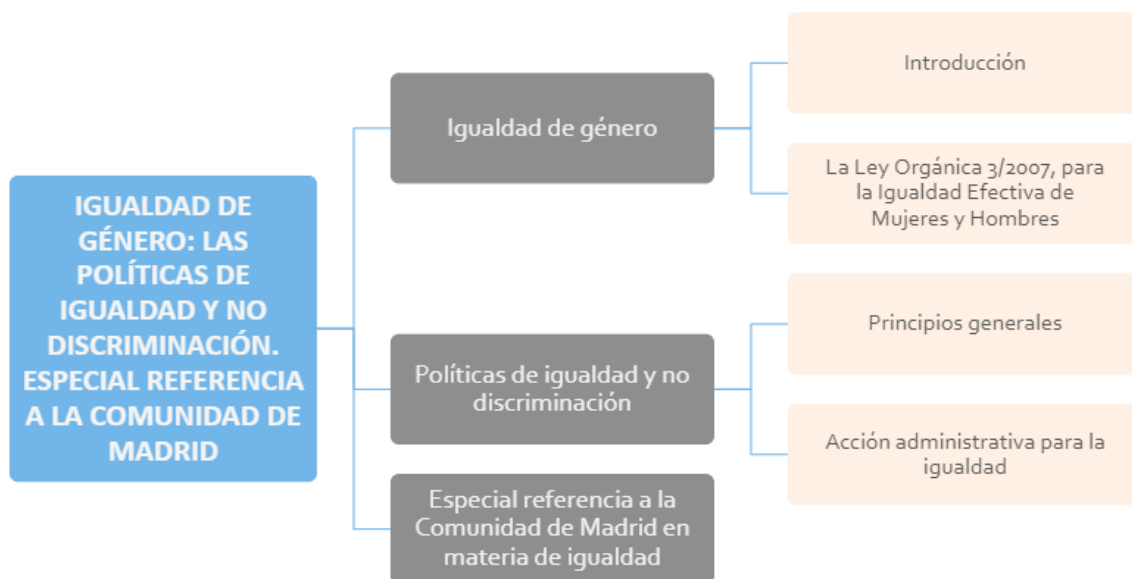 IGUALDAD DE
GÉNERO: LAS
POLÍTICAS DE
IGUALDAD Y NO
DISCRIMINACIÓN.
ESPECIAL REFERENCIA
A LA COMUNIDAD DE
MADRID
Igualdad de género
Introducción
La Ley Orgánica 3/2007, para
la Igualdad Efectiva de
Mujeres y Hombres
Políticas de igualdad y no
discriminación
Principios generales
Acción administrativa para la
igualdad
Especial referencia a la
Comunidad de Madrid en
materia de igualdad